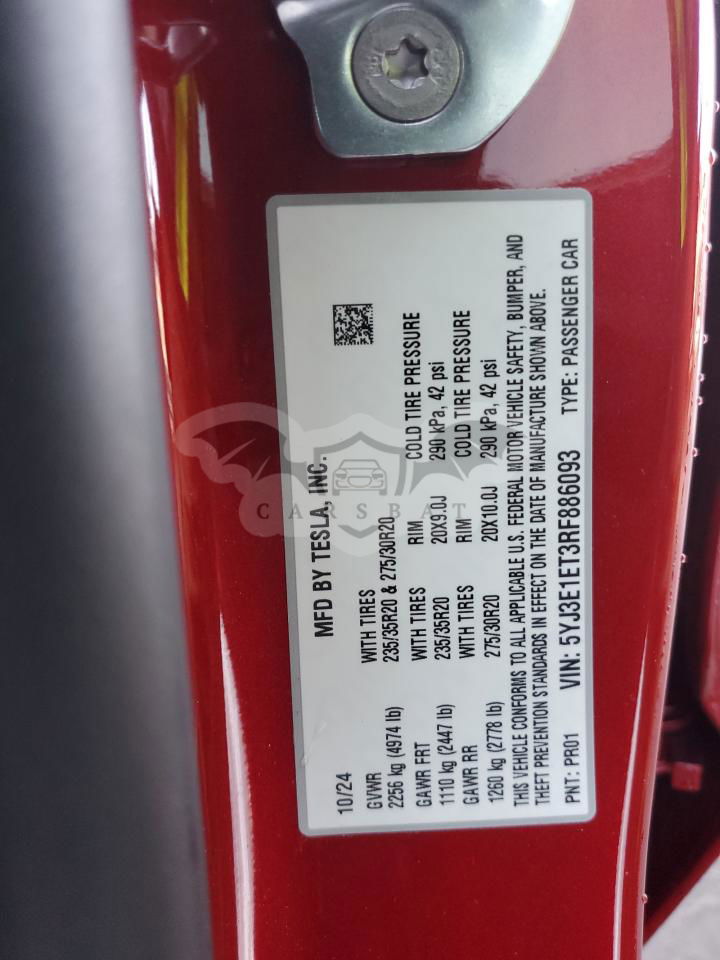 MFD BY TESLA, INC.
10/24
GVWR WITH TIRES
2256 kg (4974 lb) 235/35R20 & 275/30R20
GAWR FRT WITH TIRES RIM COLD TIRE PRESSURE
1110 kg (2447 lb) 235/35R20 20X9.0J 290 kPa, 42 psi
GAWR RR WITH TIRES RIM COLD TIRE PRESSURE
1260 kg (2778 lb) 275/30R20 20X10.0J 290 kPa, 42 psi
THIS VEHICLE CONFORMS TO ALL APPLICABLE U.S. FEDERAL MOTOR VEHICLE SAFETY, BUMPER, AND
THEFT PREVENTION STANDARDS IN EFFECT ON THE DATE OF MANUFACTURE SHOWN ABOVE.
PNT: PR01 VIN: 5YJ3E1ET3RF886093 TYPE: PASSENGER CAR
CARSBAT